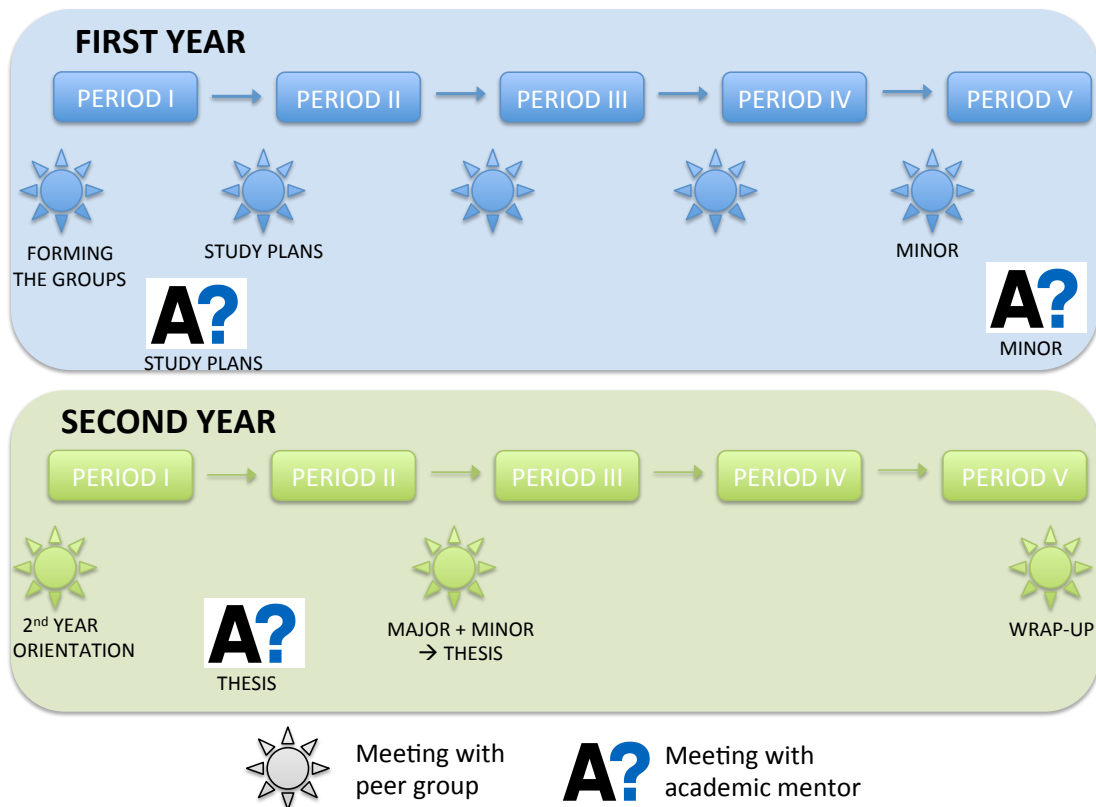 FIRST YEAR
PERIOD I
PERIOD II
PERIOD III
PERIOD IV
PERIOD V
FORMING
THE GROUPS
STUDY PLANS
MINOR
A?
STUDY PLANS
A?
MINOR
SECOND YEAR
PERIOD I
PERIOD II
PERIOD III
PERIOD IV
PERIOD V
2nd YEAR
ORIENTATION
A?
THESIS
MAJOR + MINOR
→ THESIS
WRAP-UP
Meeting with
peer group
A?
Meeting with
academic mentor